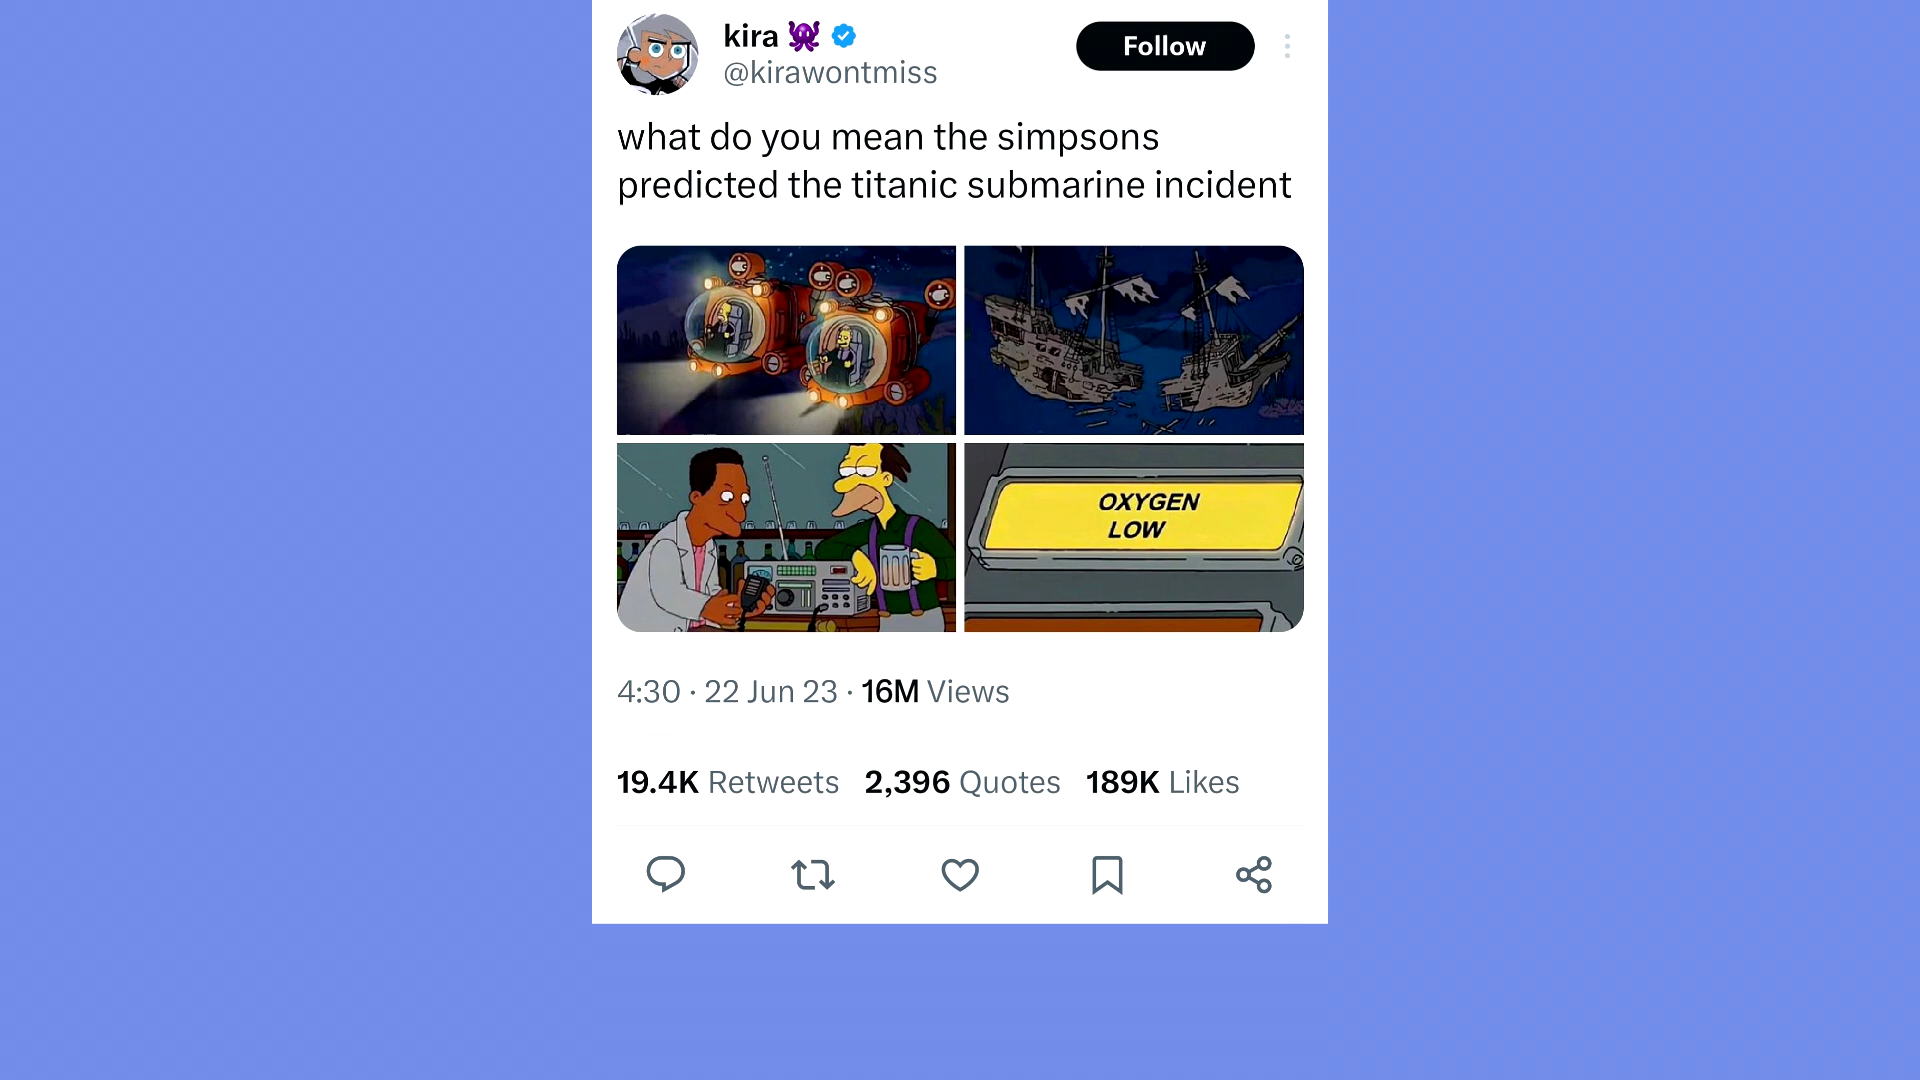 kira
@kirawontmiss
Follow
what do you mean the simpsons
predicted the titanic submarine incident
OXYGEN
LOW
4:30 · 22 Jun 23 · 16M Views
19.4K Retweets 2,396 Quotes 189K Likes